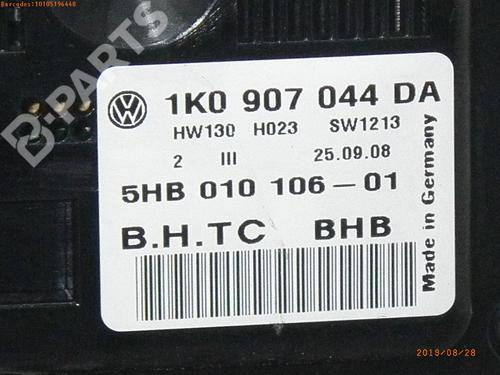 Barcodes:10105196448
B-PARTS
1K0 907 044 DA
HW130 H023 SW1213
2 III 25.09.08
5HB 010 106-01
B.H.TC BHB
Made in Germany
2019/08/28